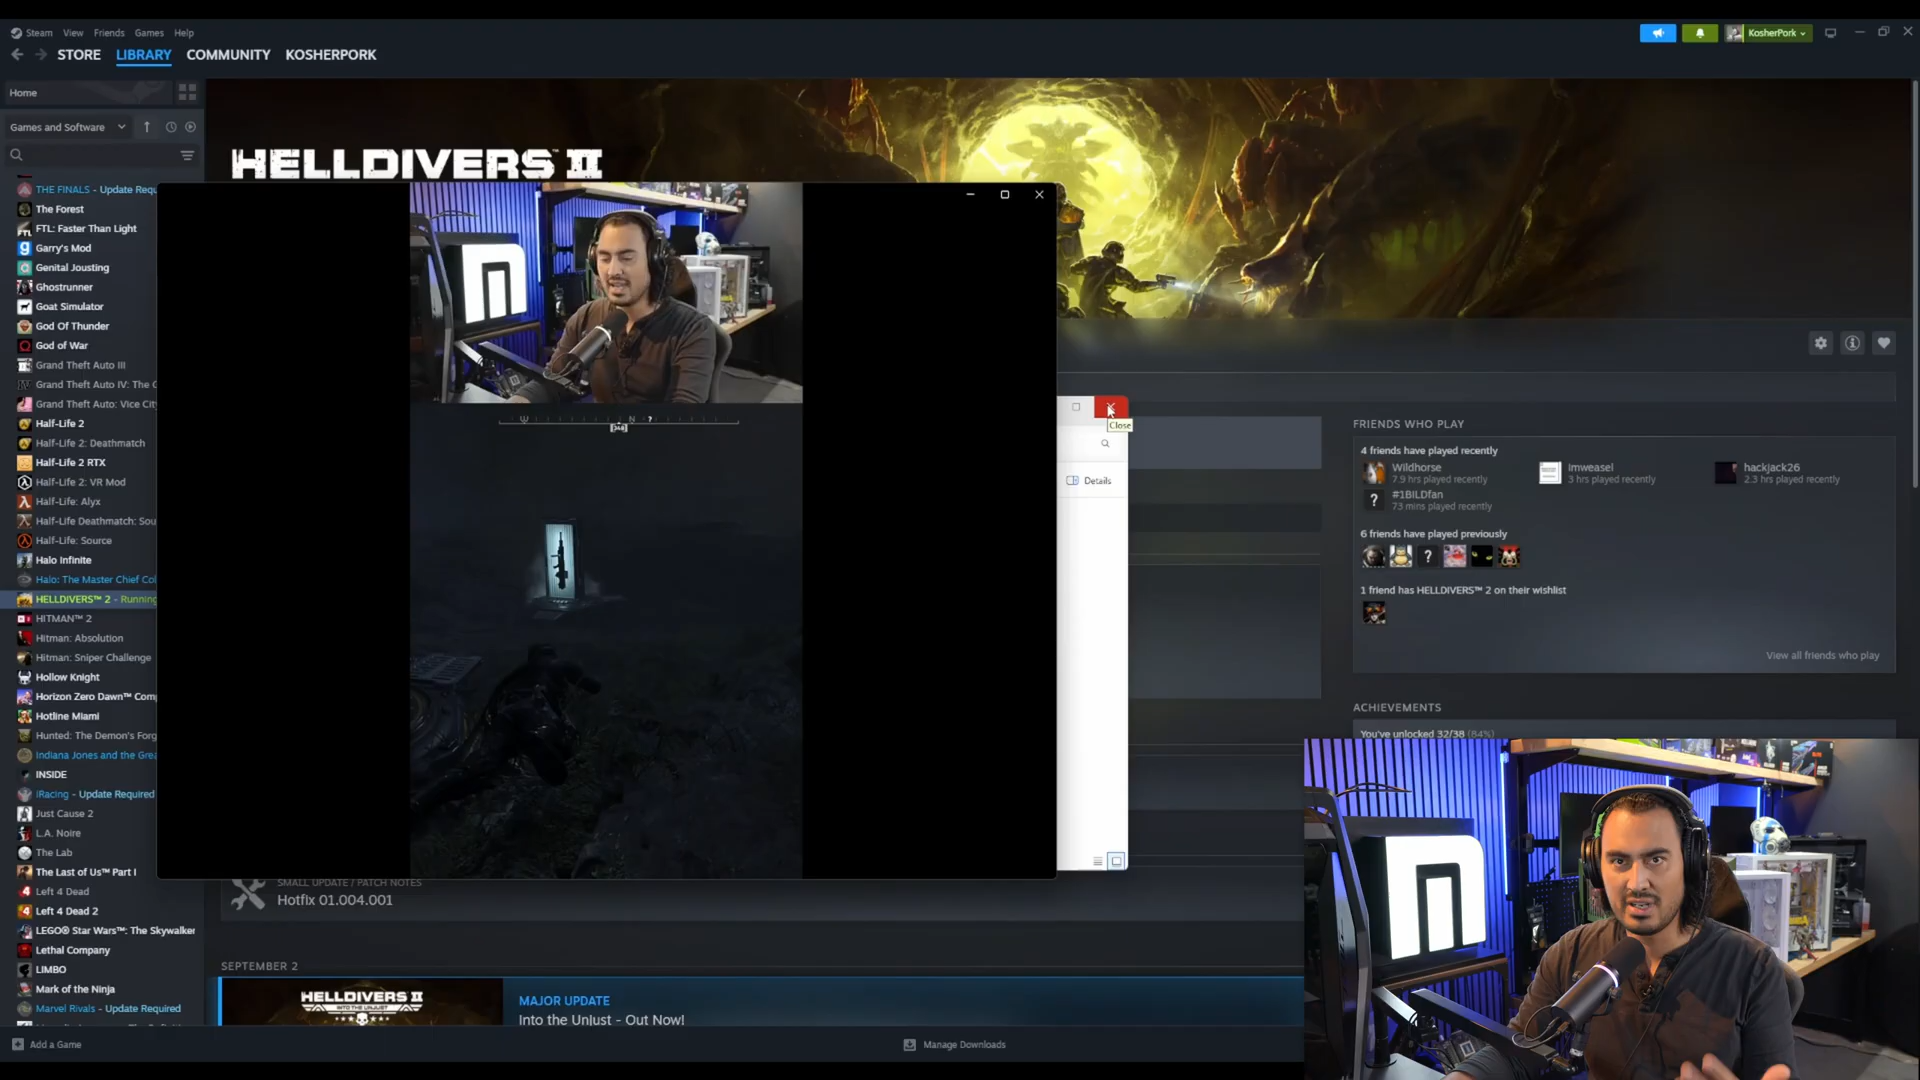 Steam View Friends Games Help
KosherPork
STORE LIBRARY COMMUNITY KOSHERPORK
Home
Games and Software
HELLDIVERS II
THE FINALS - Update Requ
The Forest
FTL: Faster Than Light
Garry's Mod
Genital Jousting
Ghostrunner
Goat Simulator
God Of Thunder
God of War
Grand Theft Auto III
Grand Theft Auto IV: The C
Grand Theft Auto: Vice City
Half-Life 2
Half-Life 2: Deathmatch
Half-Life 2 RTX
Half-Life 2: VR Mod
Half-Life: Alyx
Half-Life Deathmatch: Sou
Half-Life: Source
Halo Infinite
Halo: The Master Chief Col
HELLDIVERS™ 2 - Running
HITMAN™ 2
Hitman: Absolution
Hitman: Sniper Challenge
Hollow Knight
Horizon Zero Dawn™ Com
Hotline Miami
Hunted: The Demon's Forg
Indiana Jones and the Grea
INSIDE
iRacing - Update Required
Just Cause 2
L.A. Noire
The Lab
The Last of Us™ Part I
Left 4 Dead
Left 4 Dead 2
LEGO® Star Wars™: The Skywalker
Lethal Company
LIMBO
Mark of the Ninja
Marvel Rivals - Update Required
Add a Game
W N ?
[348]
Close
Details
FRIENDS WHO PLAY
4 friends have played recently
Wildhorse
7.9 hrs played recently
imweasel
3 hrs played recently
hackjack26
2.3 hrs played recently
#1BILDfan
73 mins played recently
6 friends have played previously
1 friend has HELLDIVERS™ 2 on their wishlist
View all friends who play
ACHIEVEMENTS
You've unlocked 32/38 (84%)
SMALL UPDATE / PATCH NOTES
Hotfix 01.004.001
SEPTEMBER 2
HELLDIVERS II
INTO THE UNJUST
MAJOR UPDATE
Into the Unjust - Out Now!
Manage Downloads